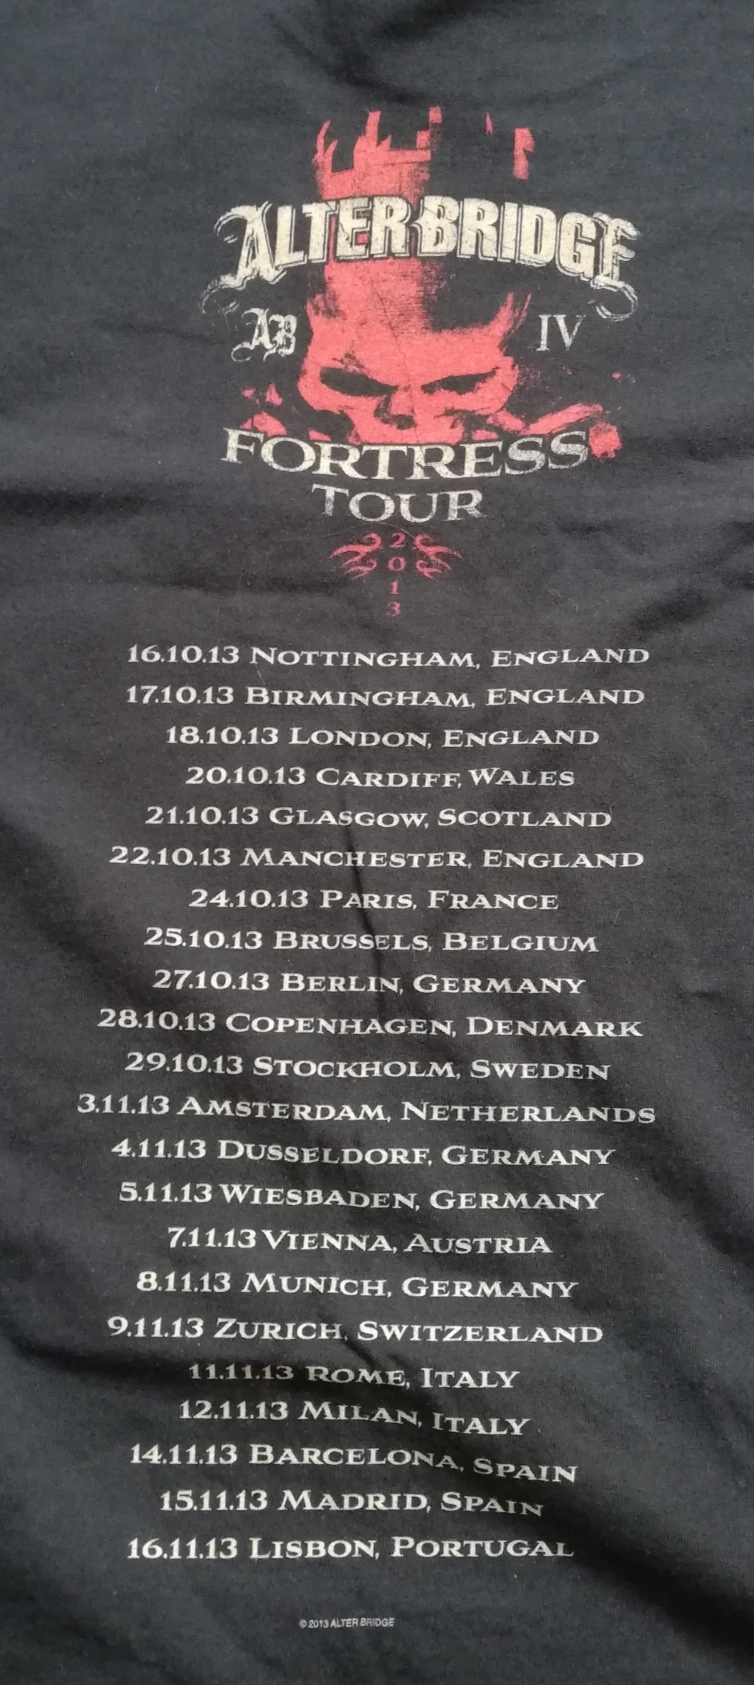 ALTER BRIDGE
AB IV
FORTRESS
TOUR
2
0
1
3
16.10.13 NOTTINGHAM, ENGLAND
17.10.13 BIRMINGHAM, ENGLAND
18.10.13 LONDON, ENGLAND
20.10.13 CARDIFF, WALES
21.10.13 GLASGOW, SCOTLAND
22.10.13 MANCHESTER, ENGLAND
24.10.13 PARIS, FRANCE
25.10.13 BRUSSELS, BELGIUM
27.10.13 BERLIN, GERMANY
28.10.13 COPENHAGEN, DENMARK
29.10.13 STOCKHOLM, SWEDEN
3.11.13 AMSTERDAM, NETHERLANDS
4.11.13 DUSSELDORF, GERMANY
5.11.13 WIESBADEN, GERMANY
7.11.13 VIENNA, AUSTRIA
8.11.13 MUNICH, GERMANY
9.11.13 ZURICH, SWITZERLAND
11.11.13 ROME, ITALY
12.11.13 MILAN, ITALY
14.11.13 BARCELONA, SPAIN
15.11.13 MADRID, SPAIN
16.11.13 LISBON, PORTUGAL
© 2013 ALTER BRIDGE